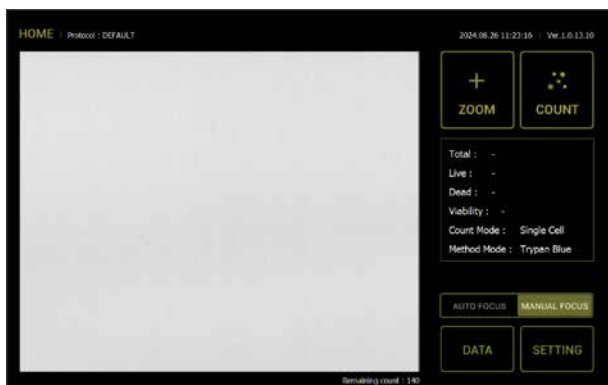 HOME | Protocol : DEFAULT
2024.08.26 11:23:16 | Ver.1.0.13.10
ZOOM
COUNT
Total : -
Live : -
Dead : -
Viability : -
Count Mode : Single Cell
Method Mode : Trypan Blue
AUTO FOCUS
MANUAL FOCUS
DATA
SETTING
Remaining count : 140